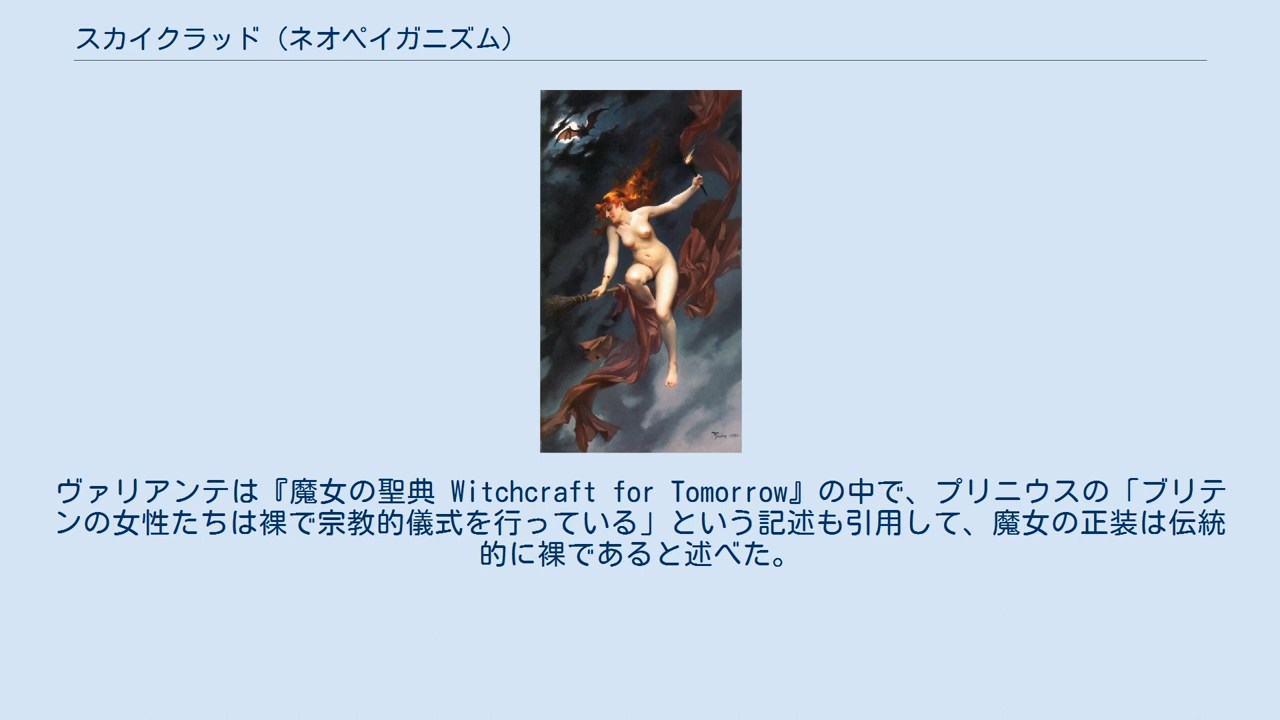 スカイクラッド（ネオペイガニズム）
ヴァリアンテは『魔女の聖典 Witchcraft for Tomorrow』の中で、プリニウスの「ブリテ
ンの女性たちは裸で宗教的儀式を行っている」という記述も引用して、魔女の正装は伝統
的に裸であると述べた。